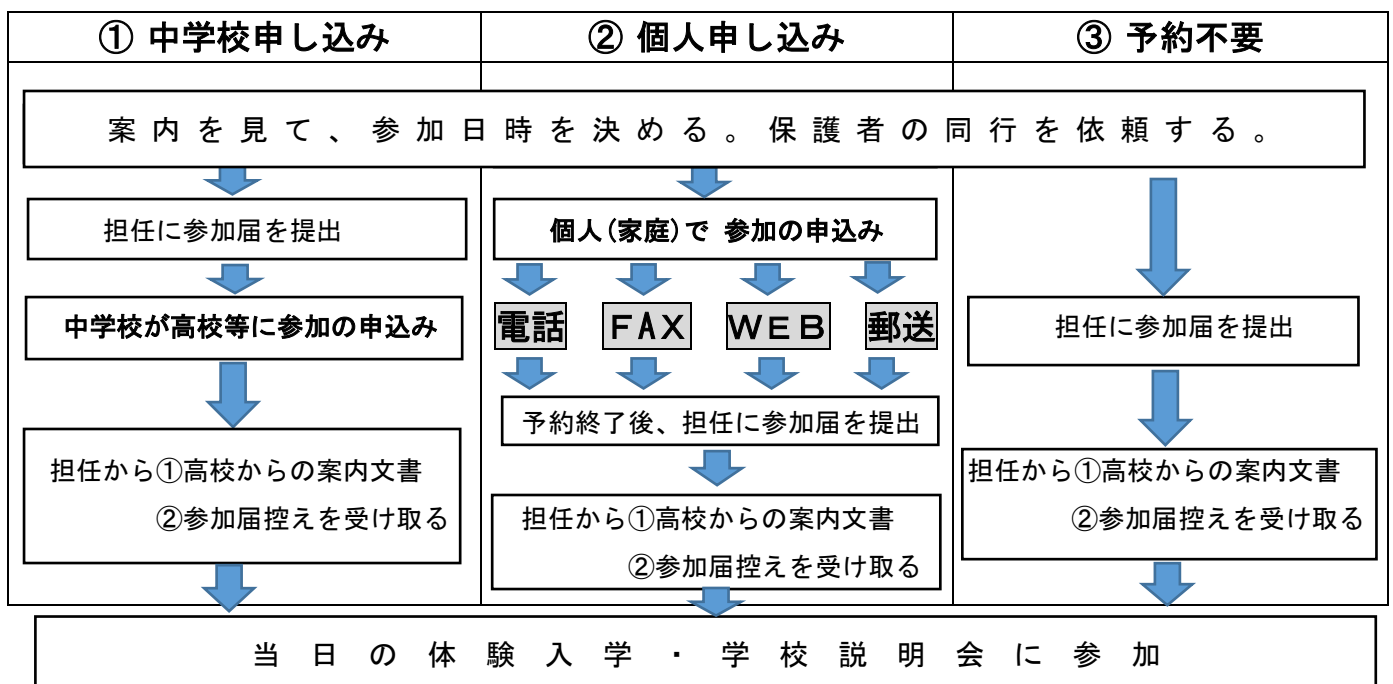 ① 中学校申し込み
② 個人申し込み
③ 予約不要
案内を見て、参加日時を決める。保護者の同行を依頼する。
担任に参加届を提出
中学校が高校等に参加の申込み
担任から①高校からの案内文書
②参加届控えを受け取る
個人(家庭)で 参加の申込み
電話
FAX
WEB
郵送
予約終了後、担任に参加届を提出
担任から①高校からの案内文書
②参加届控えを受け取る
担任に参加届を提出
担任から①高校からの案内文書
②参加届控えを受け取る
当日の体験入学・学校説明会に参加